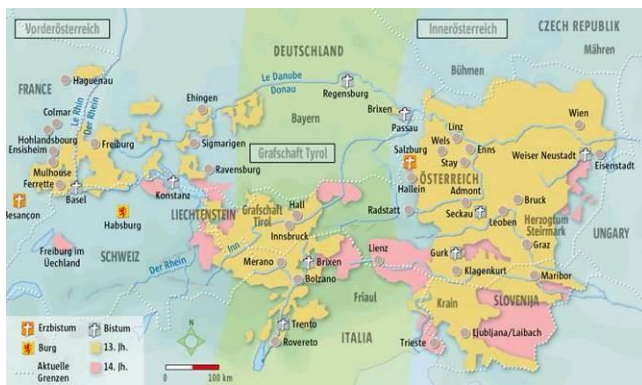 Vorderösterreich
Innerösterreich
CZECH REPUBLIK
Mähren
DEUTSCHLAND
Böhmen
FRANCE
Haguenau
Le Rhin
Der Rhein
Le Danube
Donau
Regensburg
Ehingen
Brixen
Passau
Wien
Colmar
Hohlandsbourg
Ensisheim
Freiburg
Sigmarigen
Bayern
Linz
Wels
Enns
Salzburg
Stay
Weiser Neustadt
Eisenstadt
Mulhouse
Ferrette
Ravensburg
Grafschaft Tyrol
Hallein
ÖSTERREICH
Admont
Besançon
Basel
Konstanz
LIECHTENSTEIN
Grafschaft
Tirol
Hall
Radstatt
Seckau
Bruck
Leoben
Herzogtum
Steirmark
UNGARY
Habsburg
Innsbruck
Graz
Freiburg im
Üechland
SCHWEIZ
Der Rhein
Inn
Merano
Brixen
Bolzano
Lienz
Gurk
Klagenkurt
Maribor
Friaul
Krain
SLOVENIJA
Trento
Rovereto
ITALIA
Trieste
Ljubljana/Laibach
Erzbistum
Bistum
Burg
13. Jh.
Aktuelle
Grenzen
14. Jh.
N
0
100 km